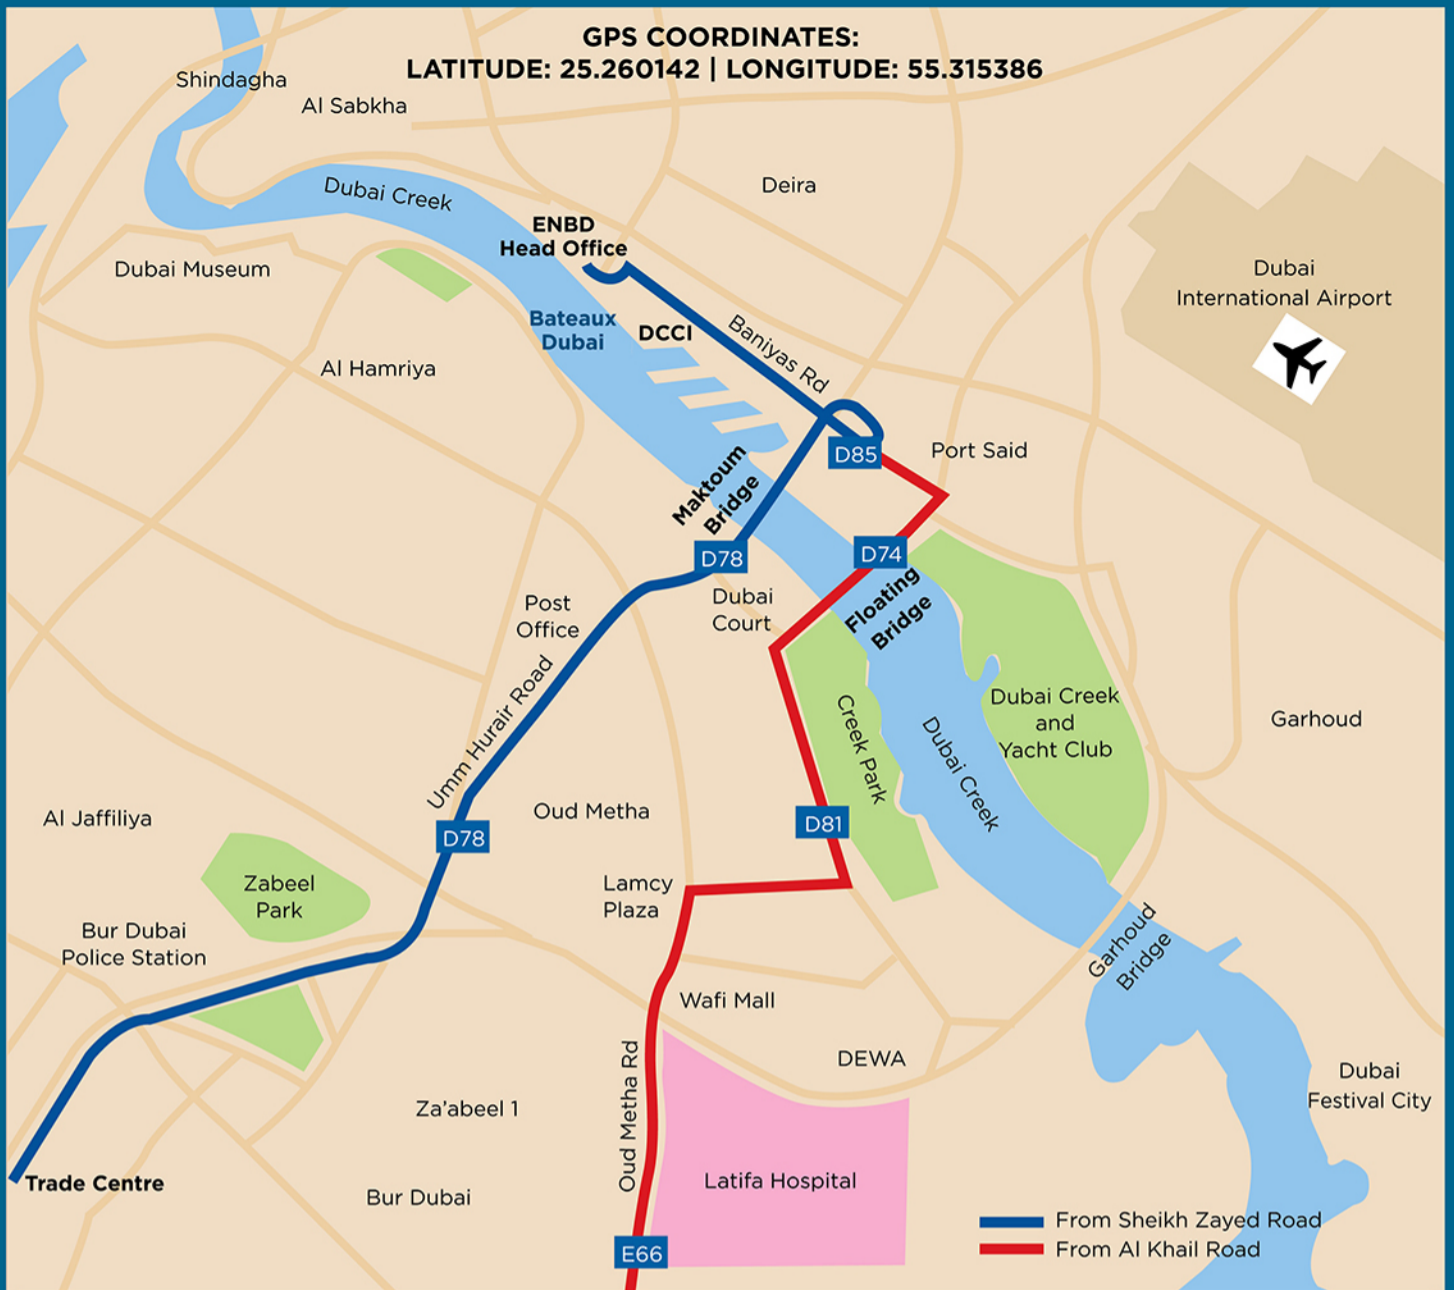 GPS COORDINATES:
LATITUDE: 25.260142 | LONGITUDE: 55.315386
Shindagha
Al Sabkha
Deira
Dubai Creek
ENBD
Head Office
Dubai Museum
Dubai
International Airport
Bateaux
Dubai
DCCI
Baniyas Rd
Al Hamriya
D85
Port Said
Maktoum
Bridge
D78
D74
Floating
Bridge
Post
Office
Dubai
Court
Umm Hurair Road
Creek Park
Dubai Creek
Dubai Creek
and
Yacht Club
Garhoud
Al Jaffiliya
Oud Metha
D78
D81
Zabeel
Park
Lamcy
Plaza
Bur Dubai
Police Station
Garhoud
Bridge
Wafi Mall
DEWA
Oud Metha Rd
Dubai
Festival City
Za'abeel 1
Trade Centre
Bur Dubai
Latifa Hospital
E66
From Sheikh Zayed Road
From Al Khail Road